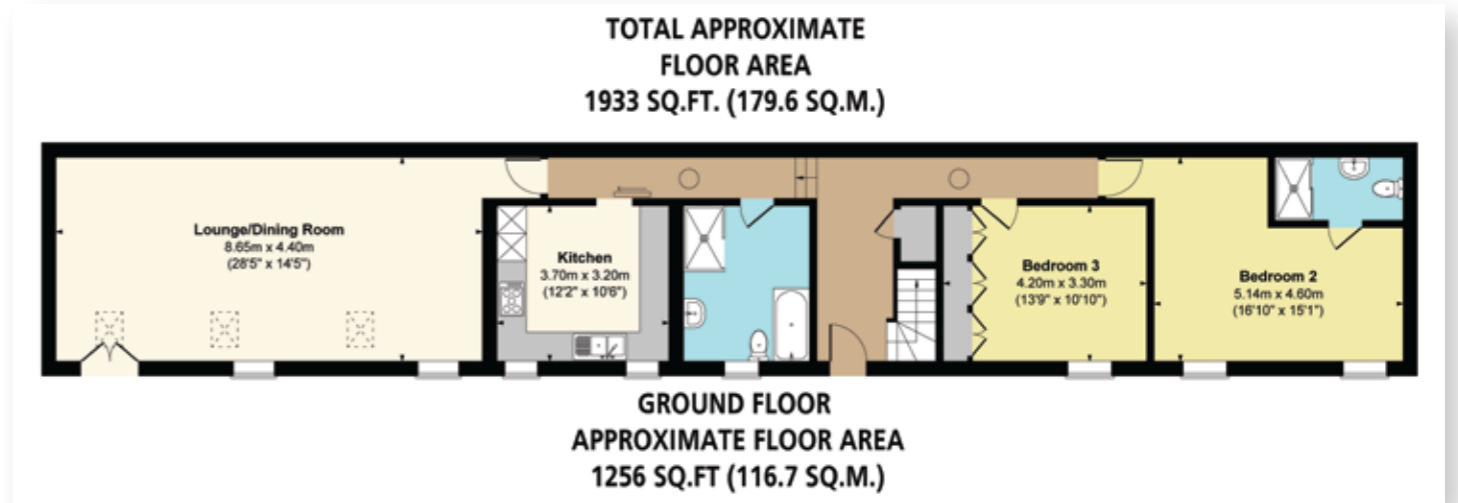 TOTAL APPROXIMATE
FLOOR AREA
1933 SQ.FT. (179.6 SQ.M.)
Lounge/Dining Room
8.65m x 4.40m
(28'5" x 14'5")
Kitchen
3.70m x 3.20m
(12'2" x 10'6")
Bedroom 3
4.20m x 3.30m
(13'9" x 10'10")
Bedroom 2
5.14m x 4.60m
(16'10" x 15'1")
GROUND FLOOR
APPROXIMATE FLOOR AREA
1256 SQ.FT (116.7 SQ.M.)